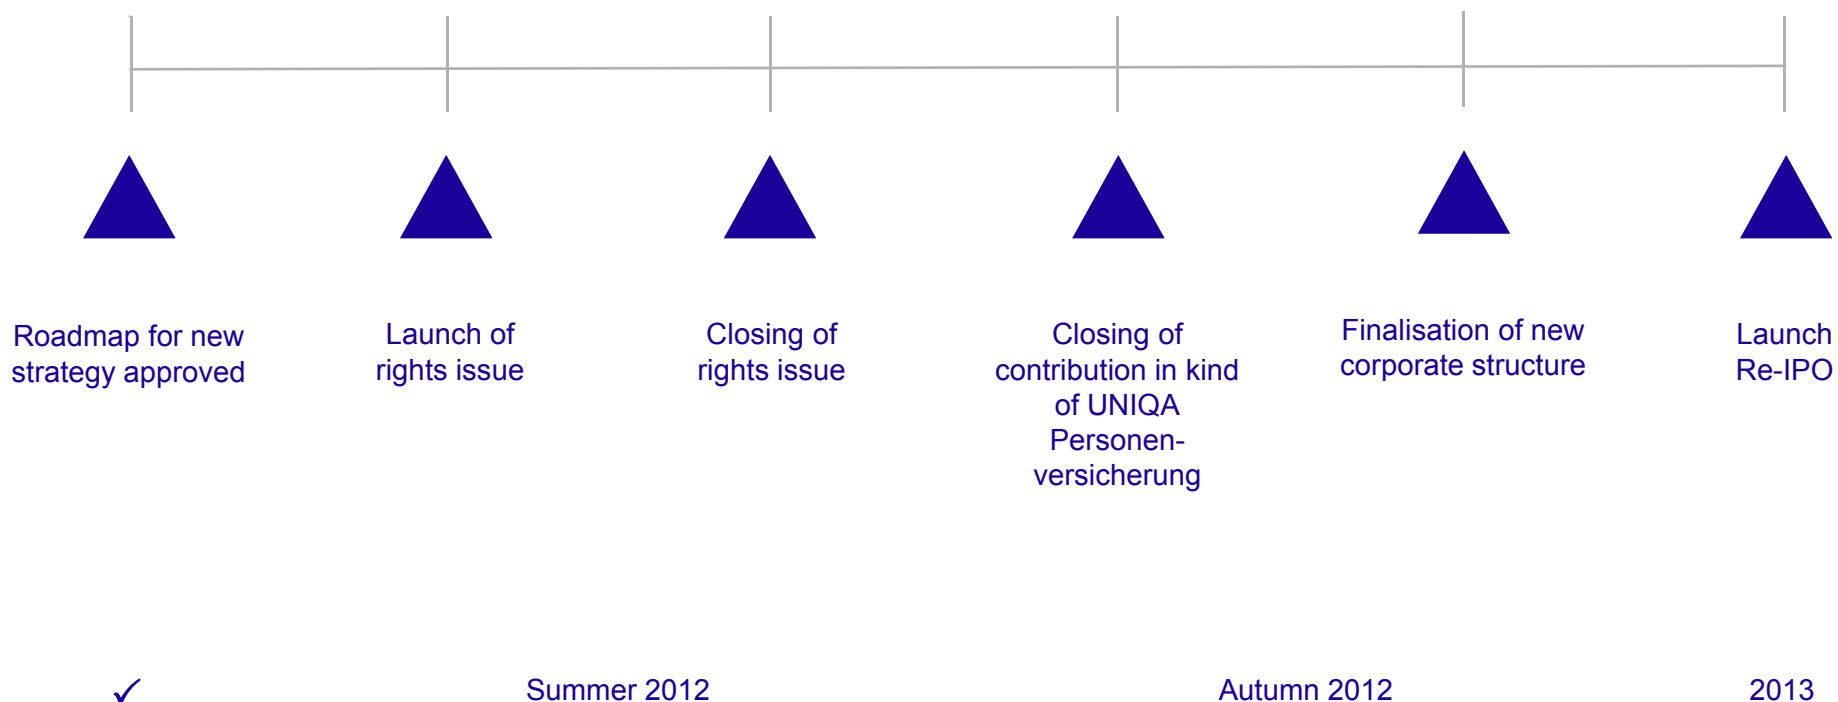 Roadmap for new
strategy approved
Launch of
rights issue
Closing of
rights issue
Closing of
contribution in kind
of UNIQA
Personen-
versicherung
Finalisation of new
corporate structure
Launch
Re-IPO
✓
Summer 2012
Autumn 2012
2013